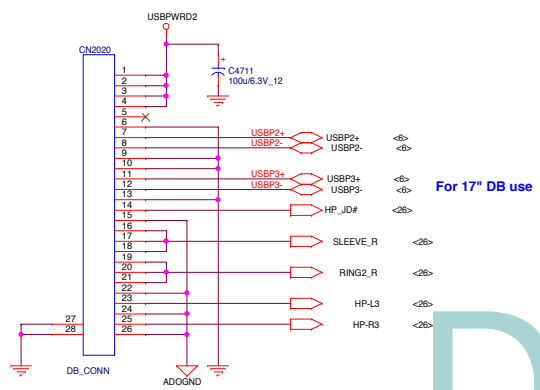 USBPWRD2
CN2020
C4711
100u/6.3V_12
1
2
3
4
5
6
7 USBP2+ USBP2+ <6>
8 USBP2- USBP2- <6>
9
10
11 USBP3+ USBP3+ <6>
12 USBP3- USBP3- <6>
For 17" DB use
13
14 HP_JD# <26>
15
16
17 SLEEVE_R <26>
18
19
20 RING2_R <26>
21
22
23 HP-L3 <26>
24
27 25 HP-R3 <26>
28 26
DB_CONN
ADOGND
D